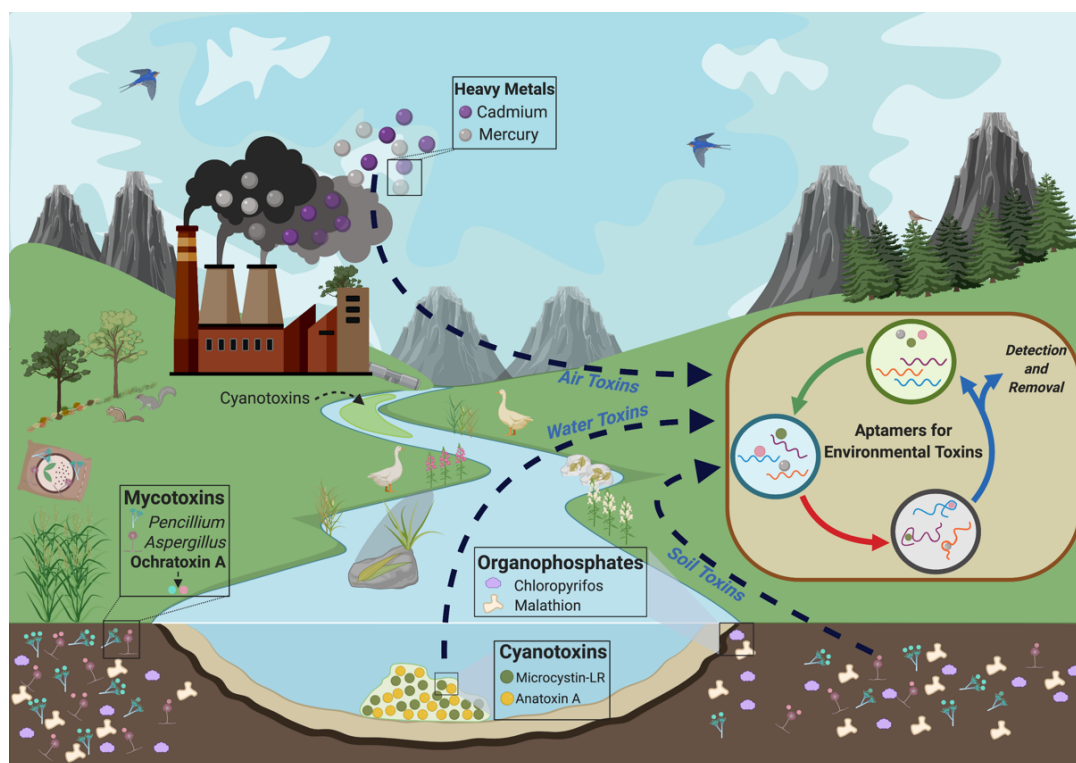 Heavy Metals
Cadmium
Mercury
Air Toxins
Water Toxins
Soil Toxins
Cyanotoxins
Detection
and
Removal
Aptamers for
Environmental Toxins
Mycotoxins
Pencillium
Aspergillus
Ochratoxin A
Organophosphates
Chloropyrifos
Malathion
Cyanotoxins
Microcystin-LR
Anatoxin A